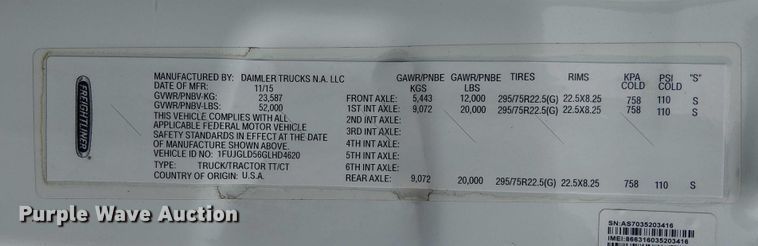 FREIGHTLINER
MANUFACTURED BY: DAIMLER TRUCKS N.A. LLC
DATE OF MFR: 11/15
GVWR/PNBV-KG: 23,587
GVWR/PNBV-LBS: 52,000
THIS VEHICLE COMPLIES WITH ALL
APPLICABLE FEDERAL MOTOR VEHICLE
SAFETY STANDARDS IN EFFECT AT THE DATE
OF MANUFACTURE SHOWN ABOVE.
VEHICLE ID NO: 1FUJGLD56GLHD4620
TYPE: TRUCK/TRACTOR TT/CT
COUNTRY OF ORIGIN: U.S.A.
GAWR/PNBE GAWR/PNBE TIRES RIMS KPA PSI "S"
KGS LBS COLD COLD
FRONT AXLE: 5,443 12,000 295/75R22.5(G) 22.5X8.25 758 110 S
1ST INT AXLE: 9,072 20,000 295/75R22.5(G) 22.5X8.25 758 110 S
2ND INT AXLE:
3RD INT AXLE:
4TH INT AXLE:
5TH INT AXLE:
6TH INT AXLE:
REAR AXLE: 9,072 20,000 295/75R22.5(G) 22.5X8.25 758 110 S
Purple Wave Auction
SN:AS7035203416
IMEI:866316035203416